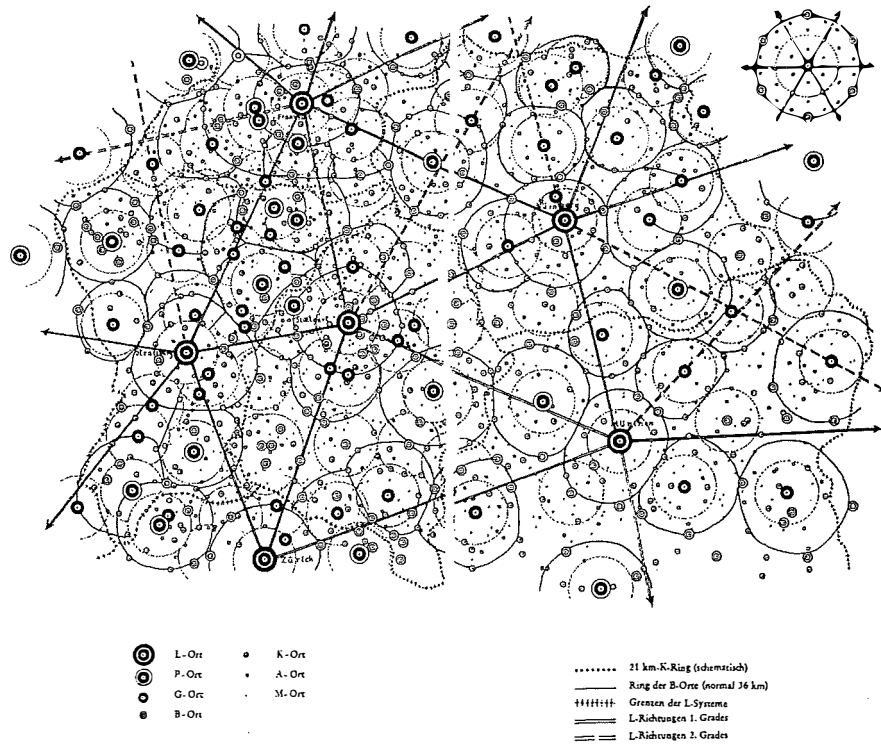 Zürich
München
L-Ort
P-Ort
G-Ort
B-Ort
K-Ort
A-Ort
M-Ort
21 km-K-Ring (schematisch)
Ring der B-Orte (normal 36 km)
Grenzen der L-Systeme
L-Richtungen 1. Grades
L-Richtungen 2. Grades